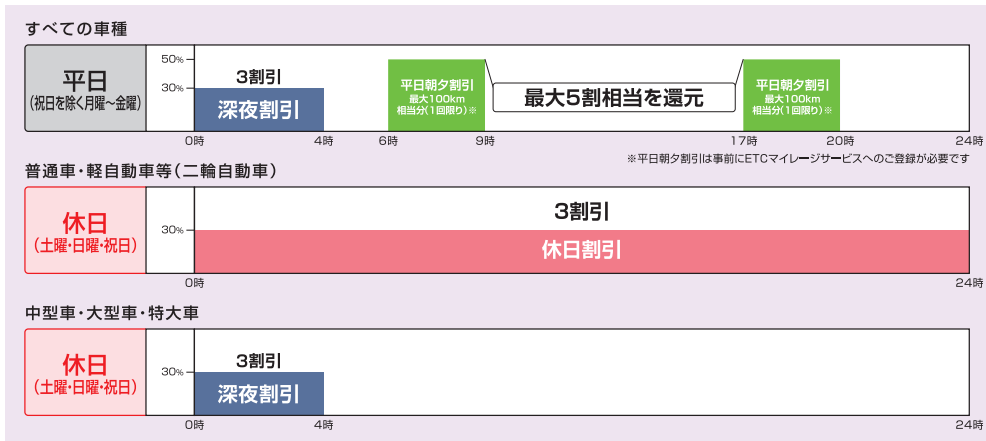 すべての車種
平日
(祝日を除く月曜～金曜)
50%
30%
3割引
深夜割引
平日朝夕割引
最大100km
相当分(1回限り)※
最大5割相当を還元
平日朝夕割引
最大100km
相当分(1回限り)※
0時 4時 6時 9時 17時 20時 24時
※平日朝夕割引は事前にETCマイレージサービスへのご登録が必要です
普通車・軽自動車等(二輪自動車)
休日
(土曜・日曜・祝日)
30%
3割引
休日割引
0時 24時
中型車・大型車・特大車
休日
(土曜・日曜・祝日)
30%
3割引
深夜割引
0時 4時 24時